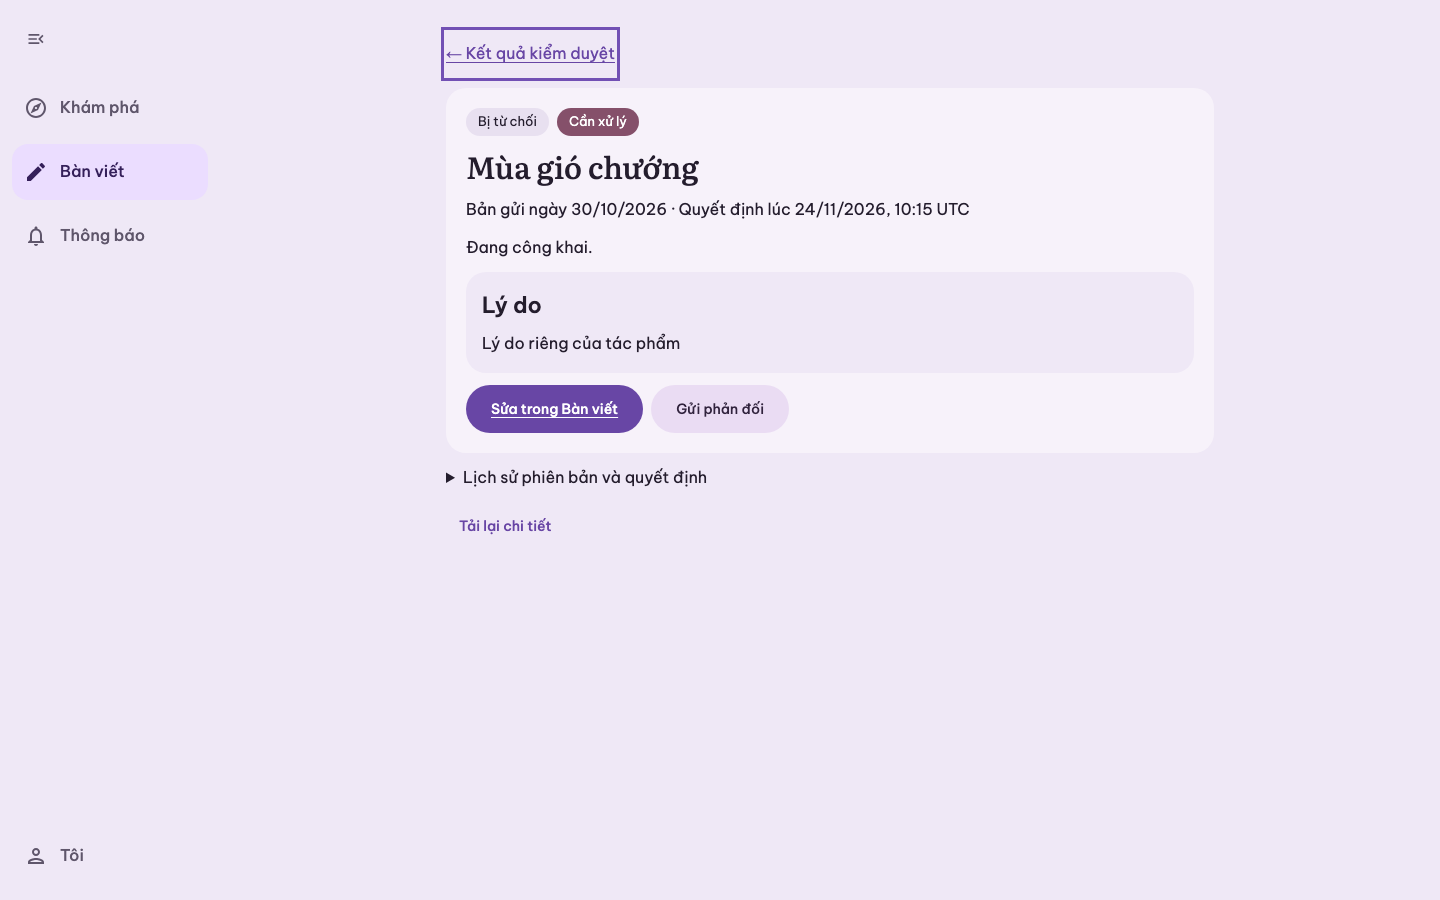 Khám phá
Bàn viết
Thông báo
Tôi
← Kết quả kiểm duyệt
Bị từ chối
Cần xử lý
Mùa gió chướng
Bản gửi ngày 30/10/2026 · Quyết định lúc 24/11/2026, 10:15 UTC
Đang công khai.
Lý do
Lý do riêng của tác phẩm
Sửa trong Bàn viết
Gửi phản đối
Lịch sử phiên bản và quyết định
Tải lại chi tiết